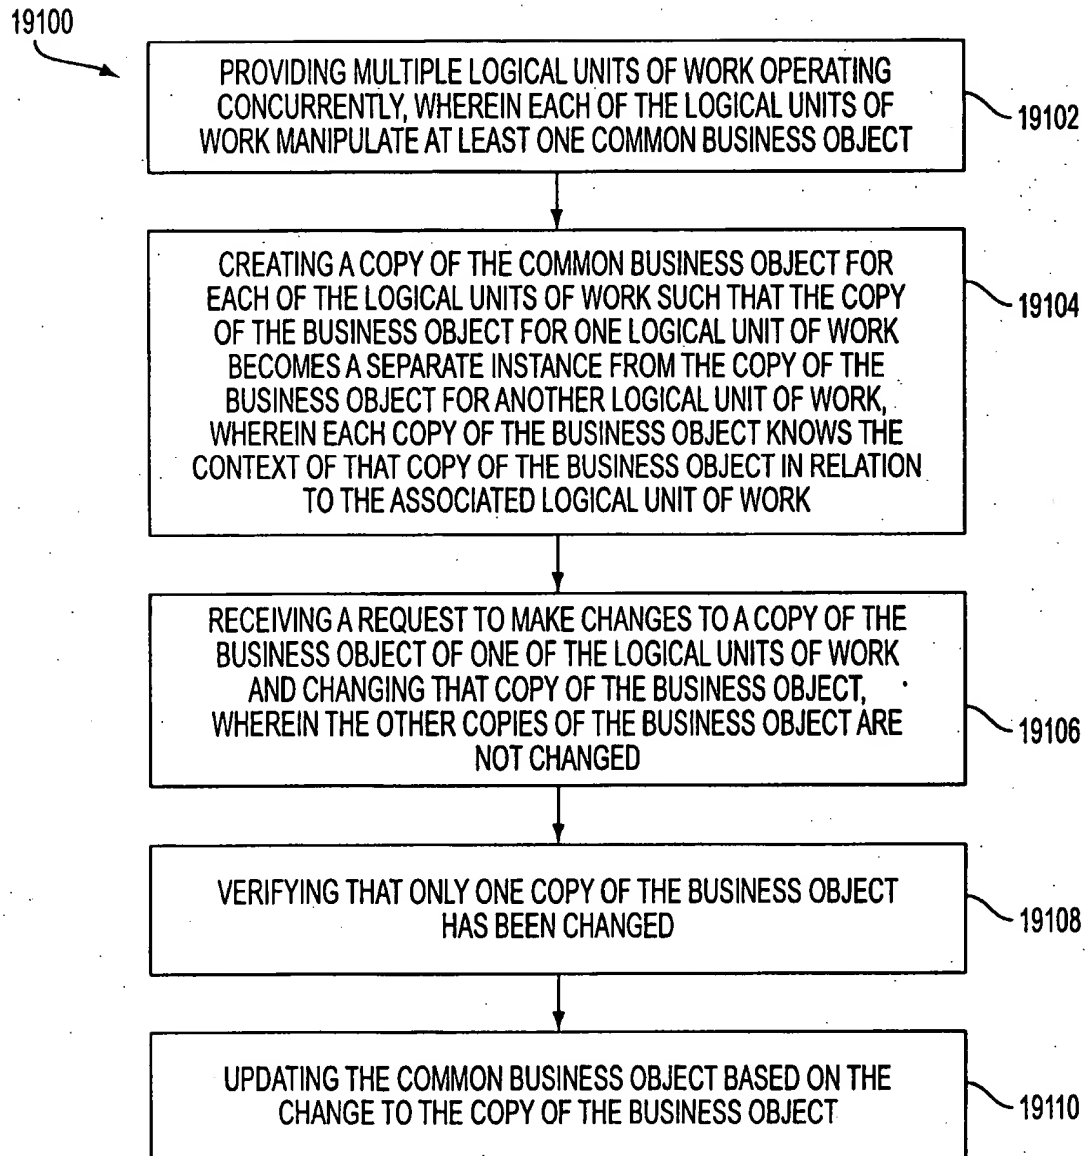 19100
PROVIDING MULTIPLE LOGICAL UNITS OF WORK OPERATING
CONCURRENTLY, WHEREIN EACH OF THE LOGICAL UNITS OF
WORK MANIPULATE AT LEAST ONE COMMON BUSINESS OBJECT
19102
CREATING A COPY OF THE COMMON BUSINESS OBJECT FOR
EACH OF THE LOGICAL UNITS OF WORK SUCH THAT THE COPY
OF THE BUSINESS OBJECT FOR ONE LOGICAL UNIT OF WORK
BECOMES A SEPARATE INSTANCE FROM THE COPY OF THE
BUSINESS OBJECT FOR ANOTHER LOGICAL UNIT OF WORK,
WHEREIN EACH COPY OF THE BUSINESS OBJECT KNOWS THE
CONTEXT OF THAT COPY OF THE BUSINESS OBJECT IN RELATION
TO THE ASSOCIATED LOGICAL UNIT OF WORK
19104
RECEIVING A REQUEST TO MAKE CHANGES TO A COPY OF THE
BUSINESS OBJECT OF ONE OF THE LOGICAL UNITS OF WORK
AND CHANGING THAT COPY OF THE BUSINESS OBJECT,
WHEREIN THE OTHER COPIES OF THE BUSINESS OBJECT ARE
NOT CHANGED
19106
VERIFYING THAT ONLY ONE COPY OF THE BUSINESS OBJECT
HAS BEEN CHANGED
19108
UPDATING THE COMMON BUSINESS OBJECT BASED ON THE
CHANGE TO THE COPY OF THE BUSINESS OBJECT
19110